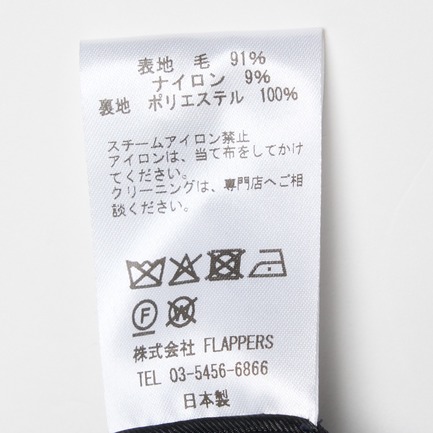 表地 毛 91%
ナイロン 9%
裏地 ポリエステル 100%
スチームアイロン禁止
アイロンは、当て布をしてかけ
てください。
クリーニングは、専門店へご相
談ください。
F W
株式会社 FLAPPERS
TEL 03-5456-6866
日本製